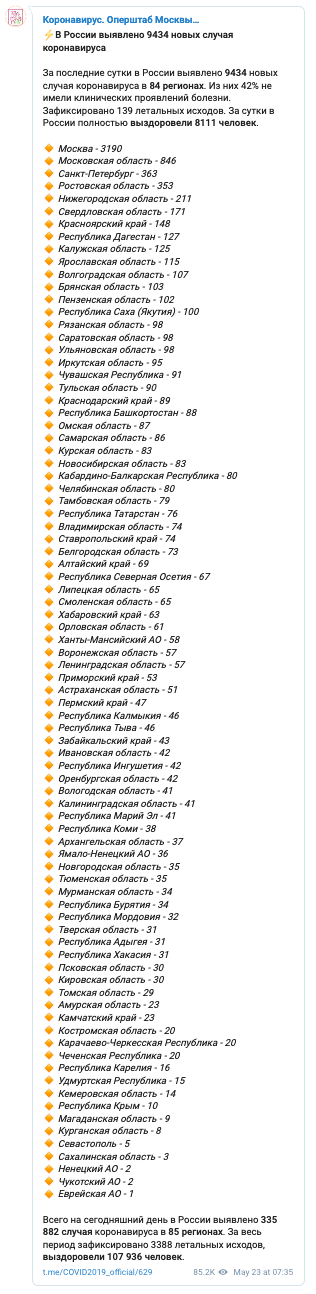 Коронавирус. Оперштаб Москвы…
⚡В России выявлено 9434 новых случая
коронавируса
За последние сутки в России выявлено 9434 новых
случая коронавируса в 84 регионах. Из них 42% не
имели клинических проявлений болезни.
Зафиксировано 139 летальных исходов. За сутки в
России полностью выздоровели 8111 человек.
🔸 Москва - 3190
🔸 Московская область - 846
🔸 Санкт-Петербург - 363
🔸 Ростовская область - 353
🔸 Нижегородская область - 211
🔸 Свердловская область - 171
🔸 Красноярский край - 148
🔸 Республика Дагестан - 127
🔸 Калужская область - 125
🔸 Ярославская область - 115
🔸 Волгоградская область - 107
🔸 Брянская область - 103
🔸 Пензенская область - 102
🔸 Республика Саха (Якутия) - 100
🔸 Рязанская область - 98
🔸 Саратовская область - 98
🔸 Ульяновская область - 98
🔸 Иркутская область - 95
🔸 Чувашская Республика - 91
🔸 Тульская область - 90
🔸 Краснодарский край - 89
🔸 Республика Башкортостан - 88
🔸 Омская область - 87
🔸 Самарская область - 86
🔸 Курская область - 83
🔸 Новосибирская область - 83
🔸 Кабардино-Балкарская Республика - 80
🔸 Челябинская область - 80
🔸 Тамбовская область - 79
🔸 Республика Татарстан - 76
🔸 Владимирская область - 74
🔸 Ставропольский край - 74
🔸 Белгородская область - 73
🔸 Алтайский край - 69
🔸 Республика Северная Осетия - 67
🔸 Липецкая область - 65
🔸 Смоленская область - 65
🔸 Хабаровский край - 63
🔸 Орловская область - 61
🔸 Ханты-Мансийский АО - 58
🔸 Воронежская область - 57
🔸 Ленинградская область - 57
🔸 Приморский край - 53
🔸 Астраханская область - 51
🔸 Пермский край - 47
🔸 Республика Калмыкия - 46
🔸 Республика Тыва - 46
🔸 Забайкальский край - 43
🔸 Ивановская область - 42
🔸 Республика Ингушетия - 42
🔸 Оренбургская область - 42
🔸 Вологодская область - 41
🔸 Калининградская область - 41
🔸 Республика Марий Эл - 41
🔸 Республика Коми - 38
🔸 Архангельская область - 37
🔸 Ямало-Ненецкий АО - 36
🔸 Новгородская область - 35
🔸 Тюменская область - 35
🔸 Мурманская область - 34
🔸 Республика Бурятия - 34
🔸 Республика Мордовия - 32
🔸 Тверская область - 31
🔸 Республика Адыгея - 31
🔸 Республика Хакасия - 31
🔸 Псковская область - 30
🔸 Кировская область - 30
🔸 Томская область - 29
🔸 Амурская область - 23
🔸 Камчатский край - 23
🔸 Костромская область - 20
🔸 Карачаево-Черкесская Республика - 20
🔸 Чеченская Республика - 20
🔸 Республика Карелия - 16
🔸 Удмуртская Республика - 15
🔸 Кемеровская область - 14
🔸 Республика Крым - 10
🔸 Магаданская область - 9
🔸 Курганская область - 8
🔸 Севастополь - 5
🔸 Сахалинская область - 3
🔸 Ненецкий АО - 2
🔸 Чукотский АО - 2
🔸 Еврейская АО - 1
Всего на сегодняшний день в России выявлено 335
882 случая коронавируса в 85 регионах. За весь
период зафиксировано 3388 летальных исходов,
выздоровели 107 936 человек.
t.me/COVID2019_official/629 85.2K May 23 at 07:35